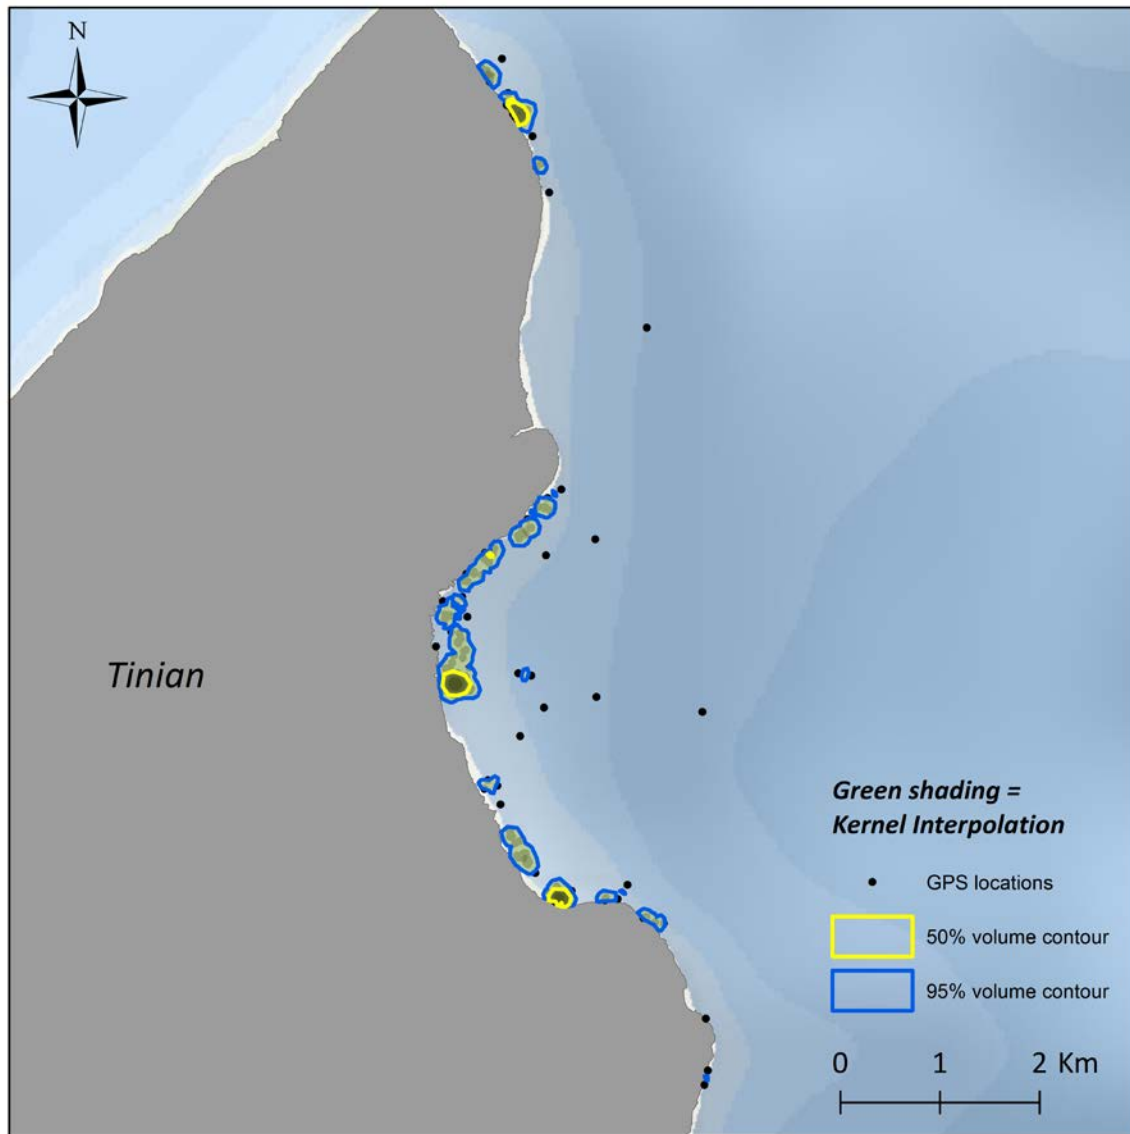 N
Tinian
Green shading =
Kernel Interpolation
GPS locations
50% volume contour
95% volume contour
0 1 2 Km